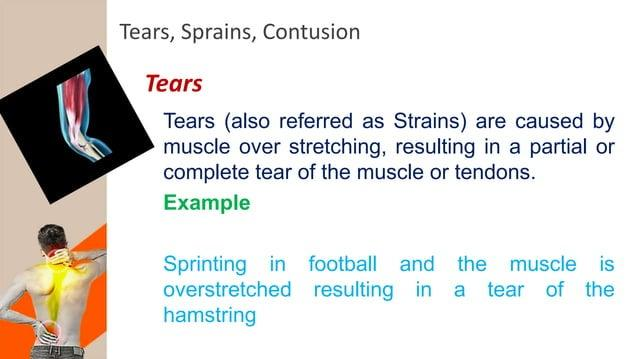 Tears, Sprains, Contusion
Tears
Tears (also referred as Strains) are caused by
muscle over stretching, resulting in a partial or
complete tear of the muscle or tendons.
Example
Sprinting in football and the muscle is
overstretched resulting in a tear of the
hamstring